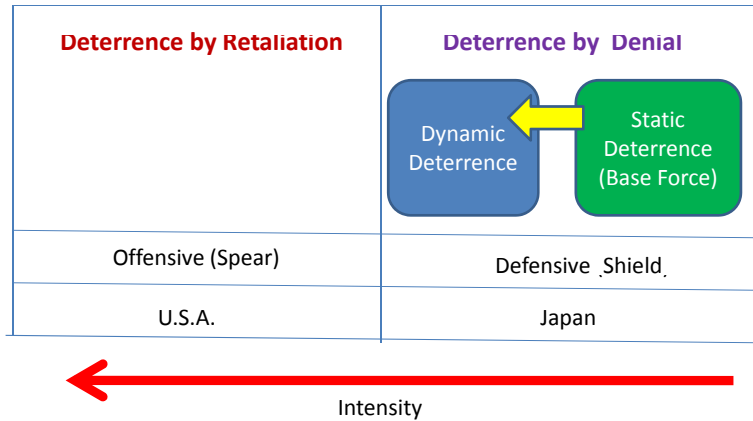 Deterrence by Retaliation
Deterrence by Denial
Dynamic
Deterrence
Static
Deterrence
(Base Force)
Offensive (Spear)
Defensive Shield
U.S.A.
Japan
Intensity